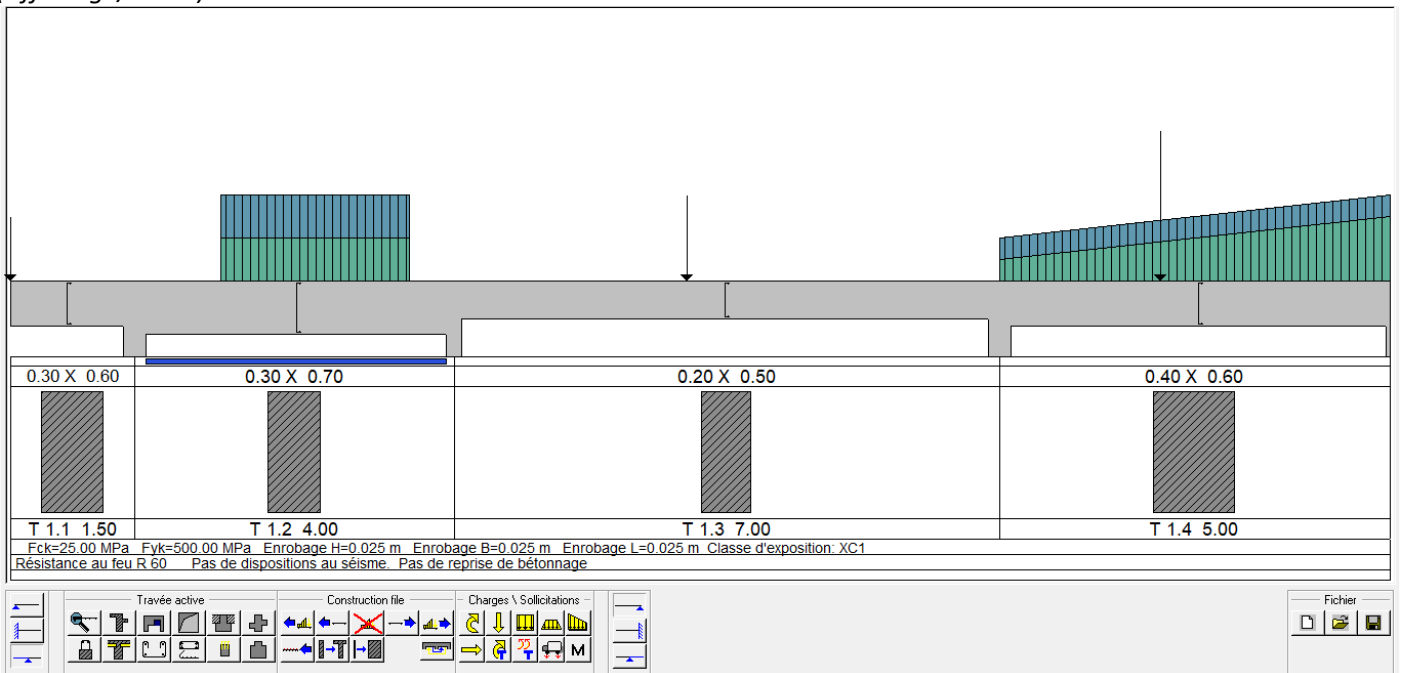 0.30 X 0.60 0.30 X 0.70 0.20 X 0.50 0.40 X 0.60
T 1.1 1.50 T 1.2 4.00 T 1.3 7.00 T 1.4 5.00
Fck=25.00 MPa Fyk=500.00 MPa Enrobage H=0.025 m Enrobage B=0.025 m Enrobage L=0.025 m Classe d'exposition: XC1
Résistance au feu R 60 Pas de dispositions au séisme. Pas de reprise de bétonnage
Travée active Construction file Charges \ Sollicitations Fichier
M